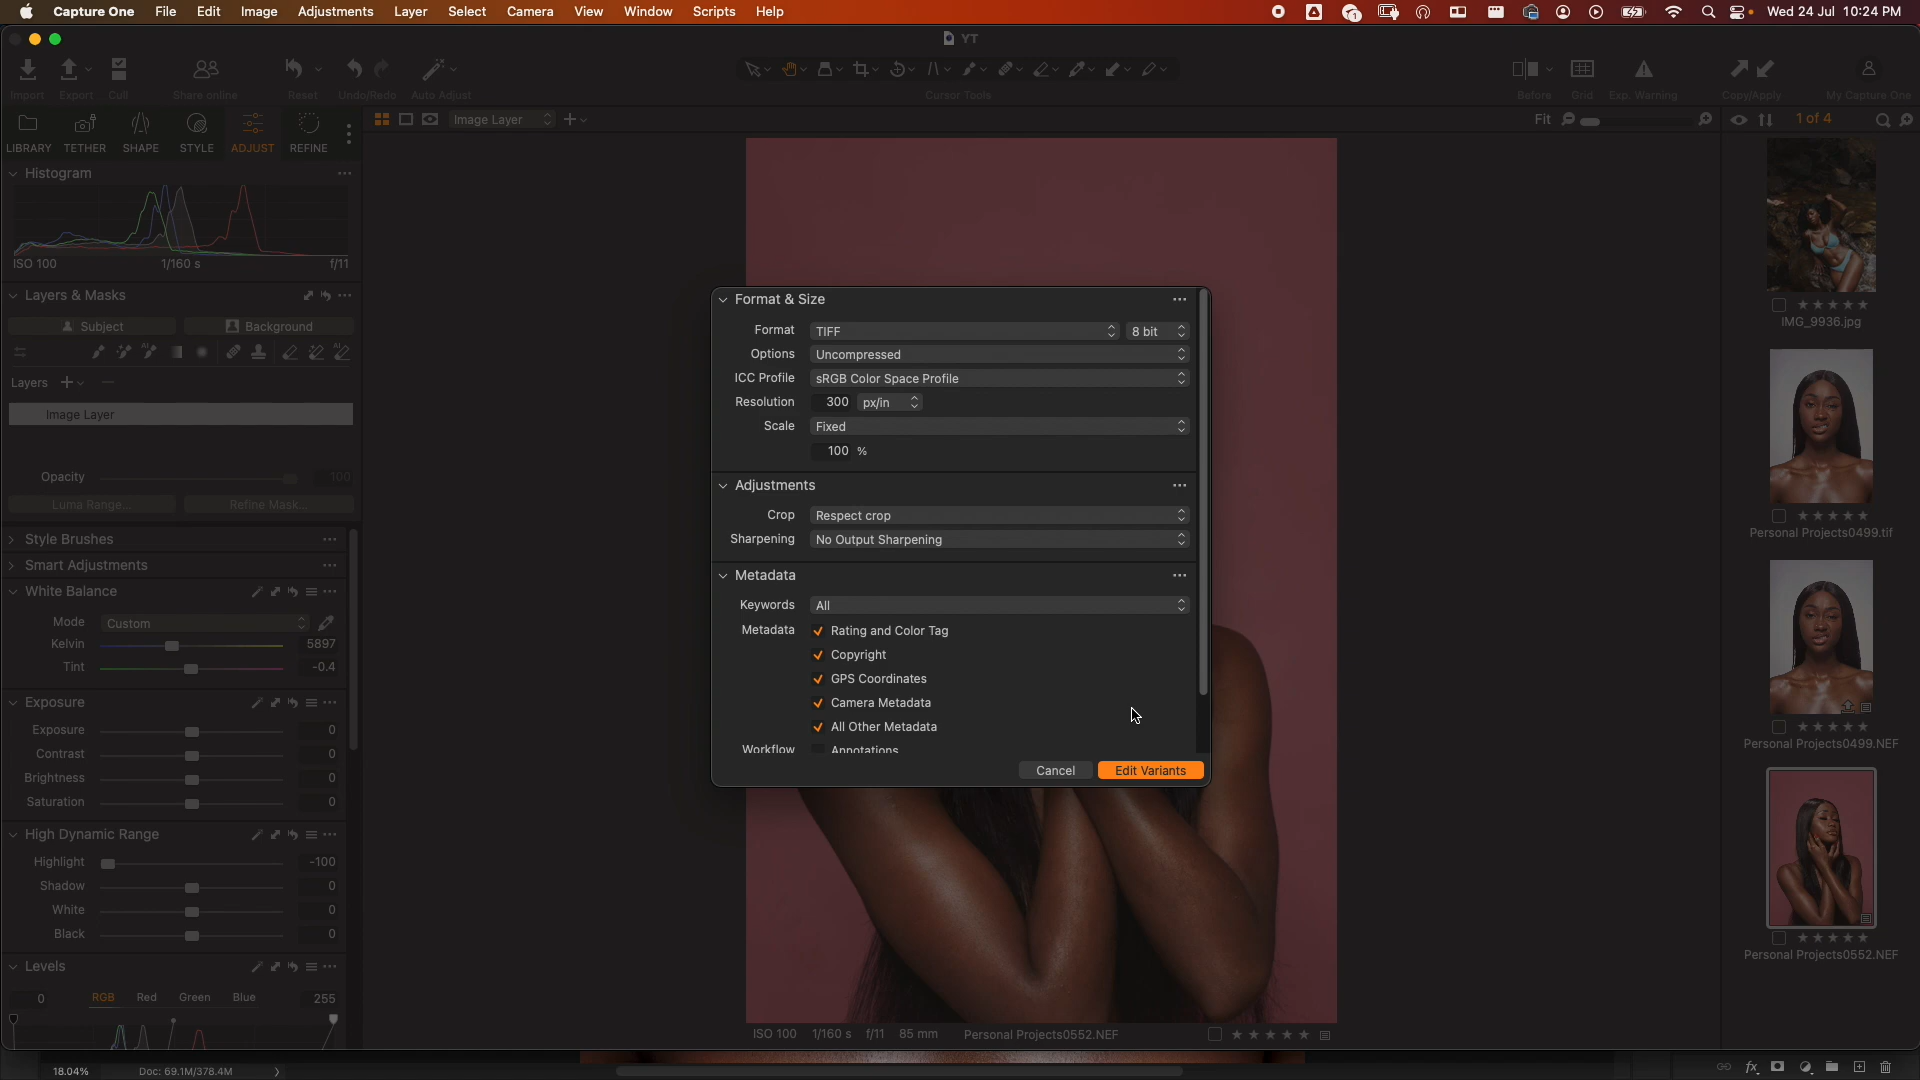 Capture One File Edit Image Adjustments Layer Select Camera View Window Scripts Help
1
Wed 24 Jul 10:24 PM
YT
Import Export Cull Share online Reset Undo/Redo Auto Adjust Cursor Tools Before Grid Exp. Warning Copy/Apply My Capture One
LIBRARY TETHER SHAPE STYLE ADJUST REFINE
Image Layer
Fit
1 of 4
Histogram
ISO 100 1/160 s f/11
Layers & Masks
Subject Background
Layers
Image Layer
Opacity 100
Luma Range... Refine Mask...
Style Brushes
Smart Adjustments
White Balance
Mode Custom
Kelvin 5897
Tint -0.4
Exposure
Exposure 0
Contrast 0
Brightness 0
Saturation 0
High Dynamic Range
Highlight -100
Shadow 0
White 0
Black 0
Levels
0 RGB Red Green Blue 255
Format & Size
Format TIFF 8 bit
Options Uncompressed
ICC Profile sRGB Color Space Profile
Resolution 300 px/in
Scale Fixed
100 %
Adjustments
Crop Respect crop
Sharpening No Output Sharpening
Metadata
Keywords All
Metadata Rating and Color Tag
Copyright
GPS Coordinates
Camera Metadata
All Other Metadata
Workflow Annotations
Cancel Edit Variants
IMG_9936.jpg
Personal Projects0499.tif
Personal Projects0499.NEF
Personal Projects0552.NEF
ISO 100 1/160 s f/11 85 mm Personal Projects0552.NEF
18.04% Doc: 69.1M/378.4M
fx